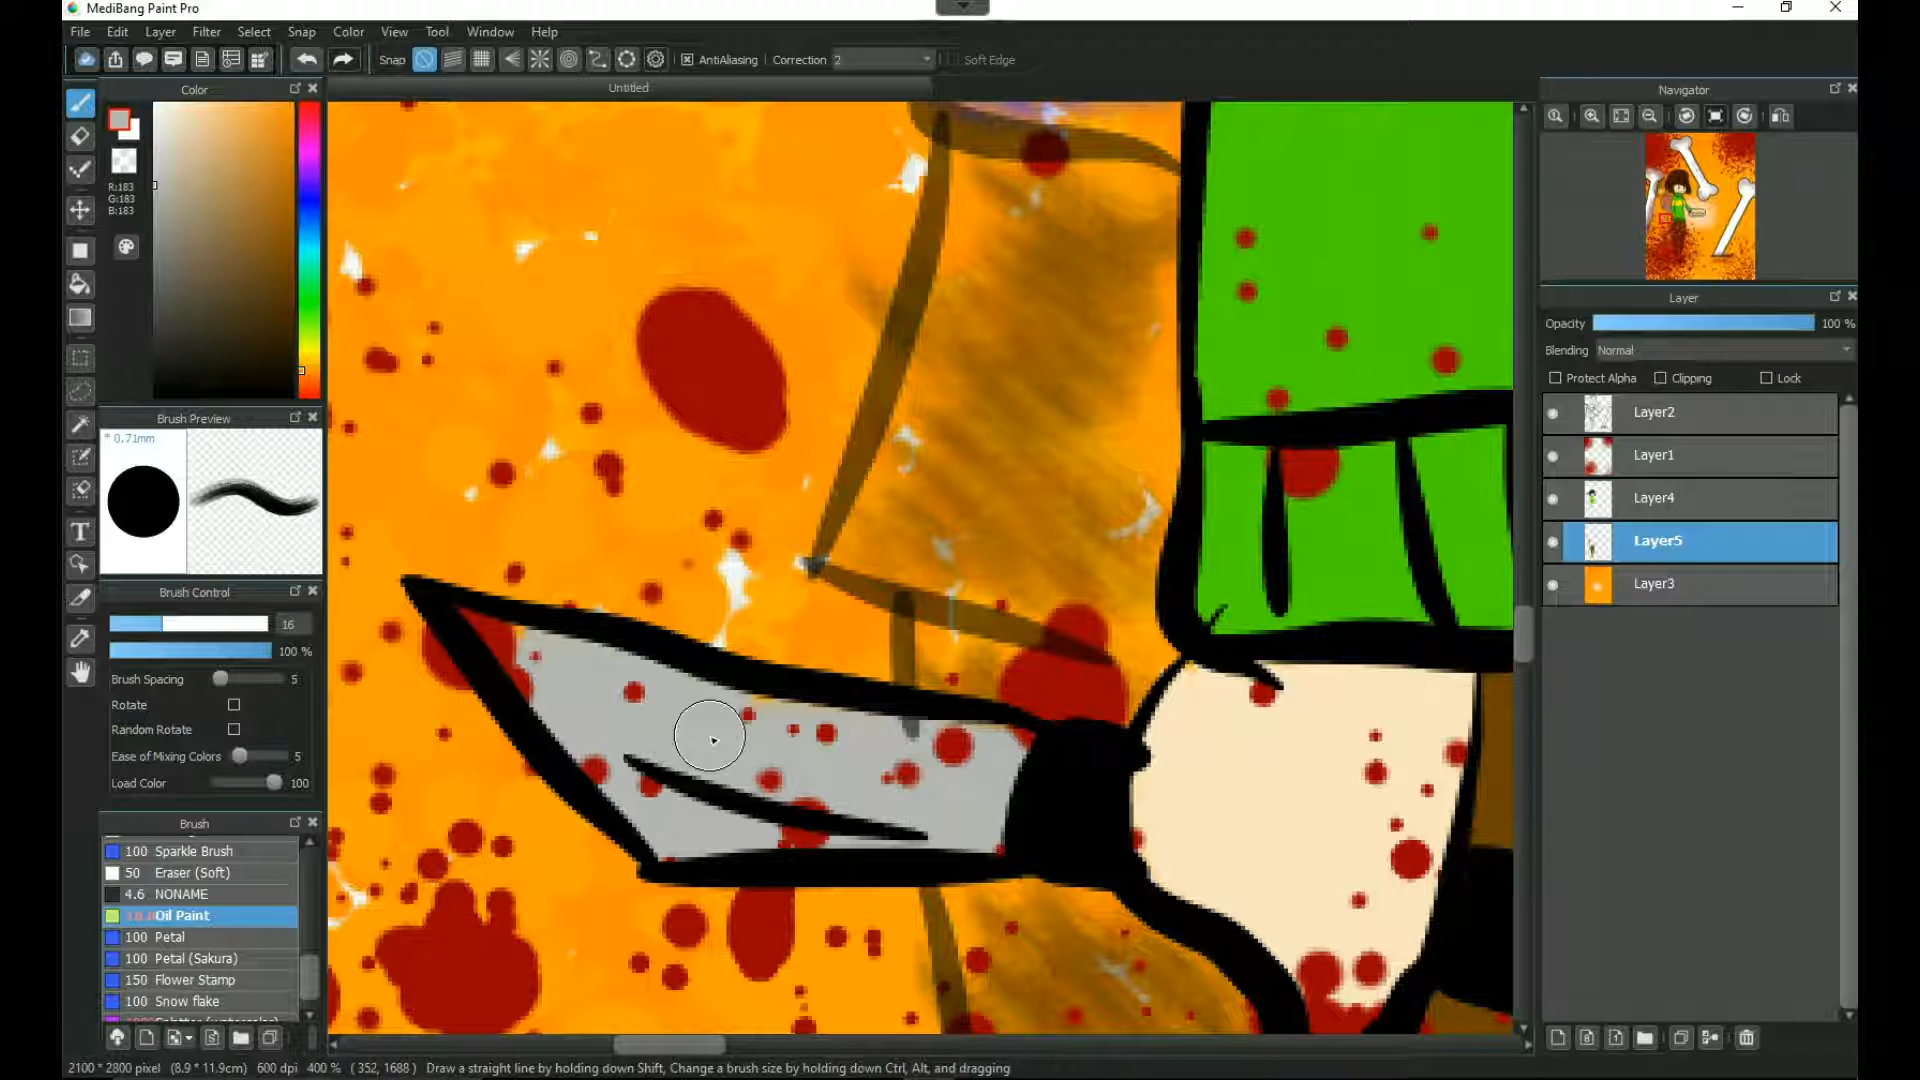 MediBang Paint Pro
File Edit Layer Filter Select Snap Color View Tool Window Help
Snap AntiAliasing Correction 2 Soft Edge
Color
Untitled
Navigator
R:183
G:183
B:183
Layer
Opacity 100 %
Blending Normal
Protect Alpha Clipping Lock
Layer2
Layer1
Layer4
Layer5
Layer3
Brush Preview
* 0.71mm
Brush Control
16
100 %
Brush Spacing 5
Rotate
Random Rotate
Ease of Mixing Colors 5
Load Color 100
Brush
100 Sparkle Brush
50 Eraser (Soft)
4.6 NONAME
Oil Paint
100 Petal
100 Petal (Sakura)
150 Flower Stamp
100 Snow flake
2100 * 2800 pixel (8.9 * 11.9cm) 600 dpi 400 % ( 352, 1688 ) Draw a straight line by holding down Shift, Change a brush size by holding down Ctrl, Alt, and dragging